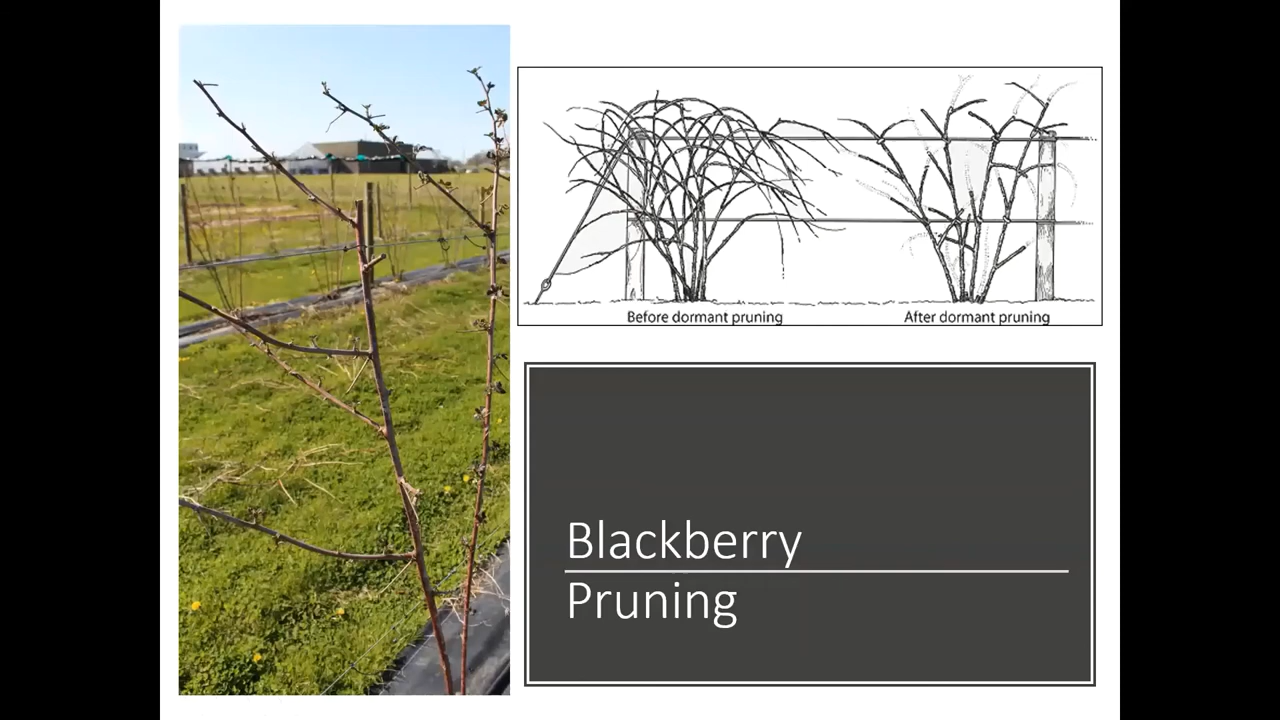 Before dormant pruning
After dormant pruning
Blackberry
Pruning